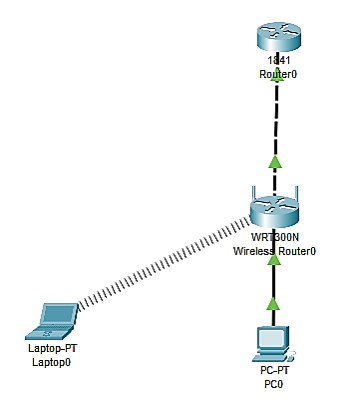 1841
Router0
WRT300N
Wireless Router0
Laptop-PT
Laptop0
PC-PT
PC0